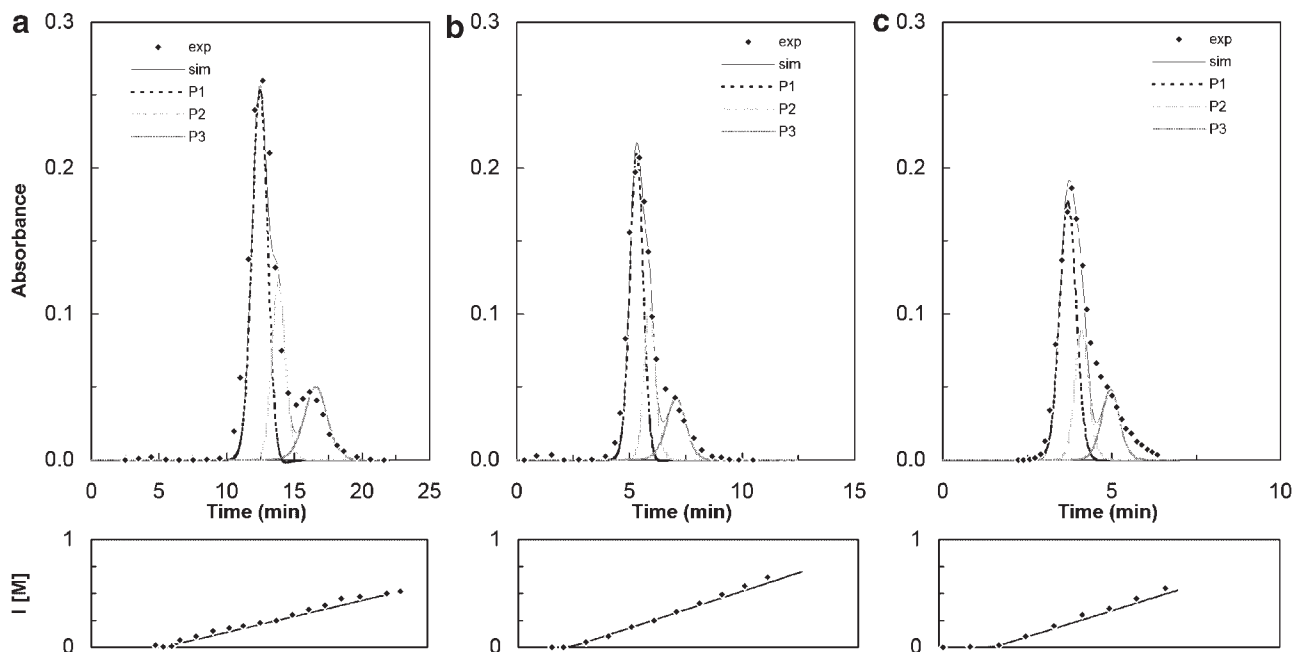 a
0.3
exp
sim
P1
P2
P3
0.2
0.1
0.0
Absorbance
0 5 10 15 20 25
Time (min)
b
0.3
exp
sim
P1
P2
P3
0.2
0.1
0.0
0 5 10 15
Time (min)
c
0.3
exp
sim
P1
P2
P3
0.2
0.1
0.0
0 5 10
Time (min)
I [M]
1
0
1
0
1
0